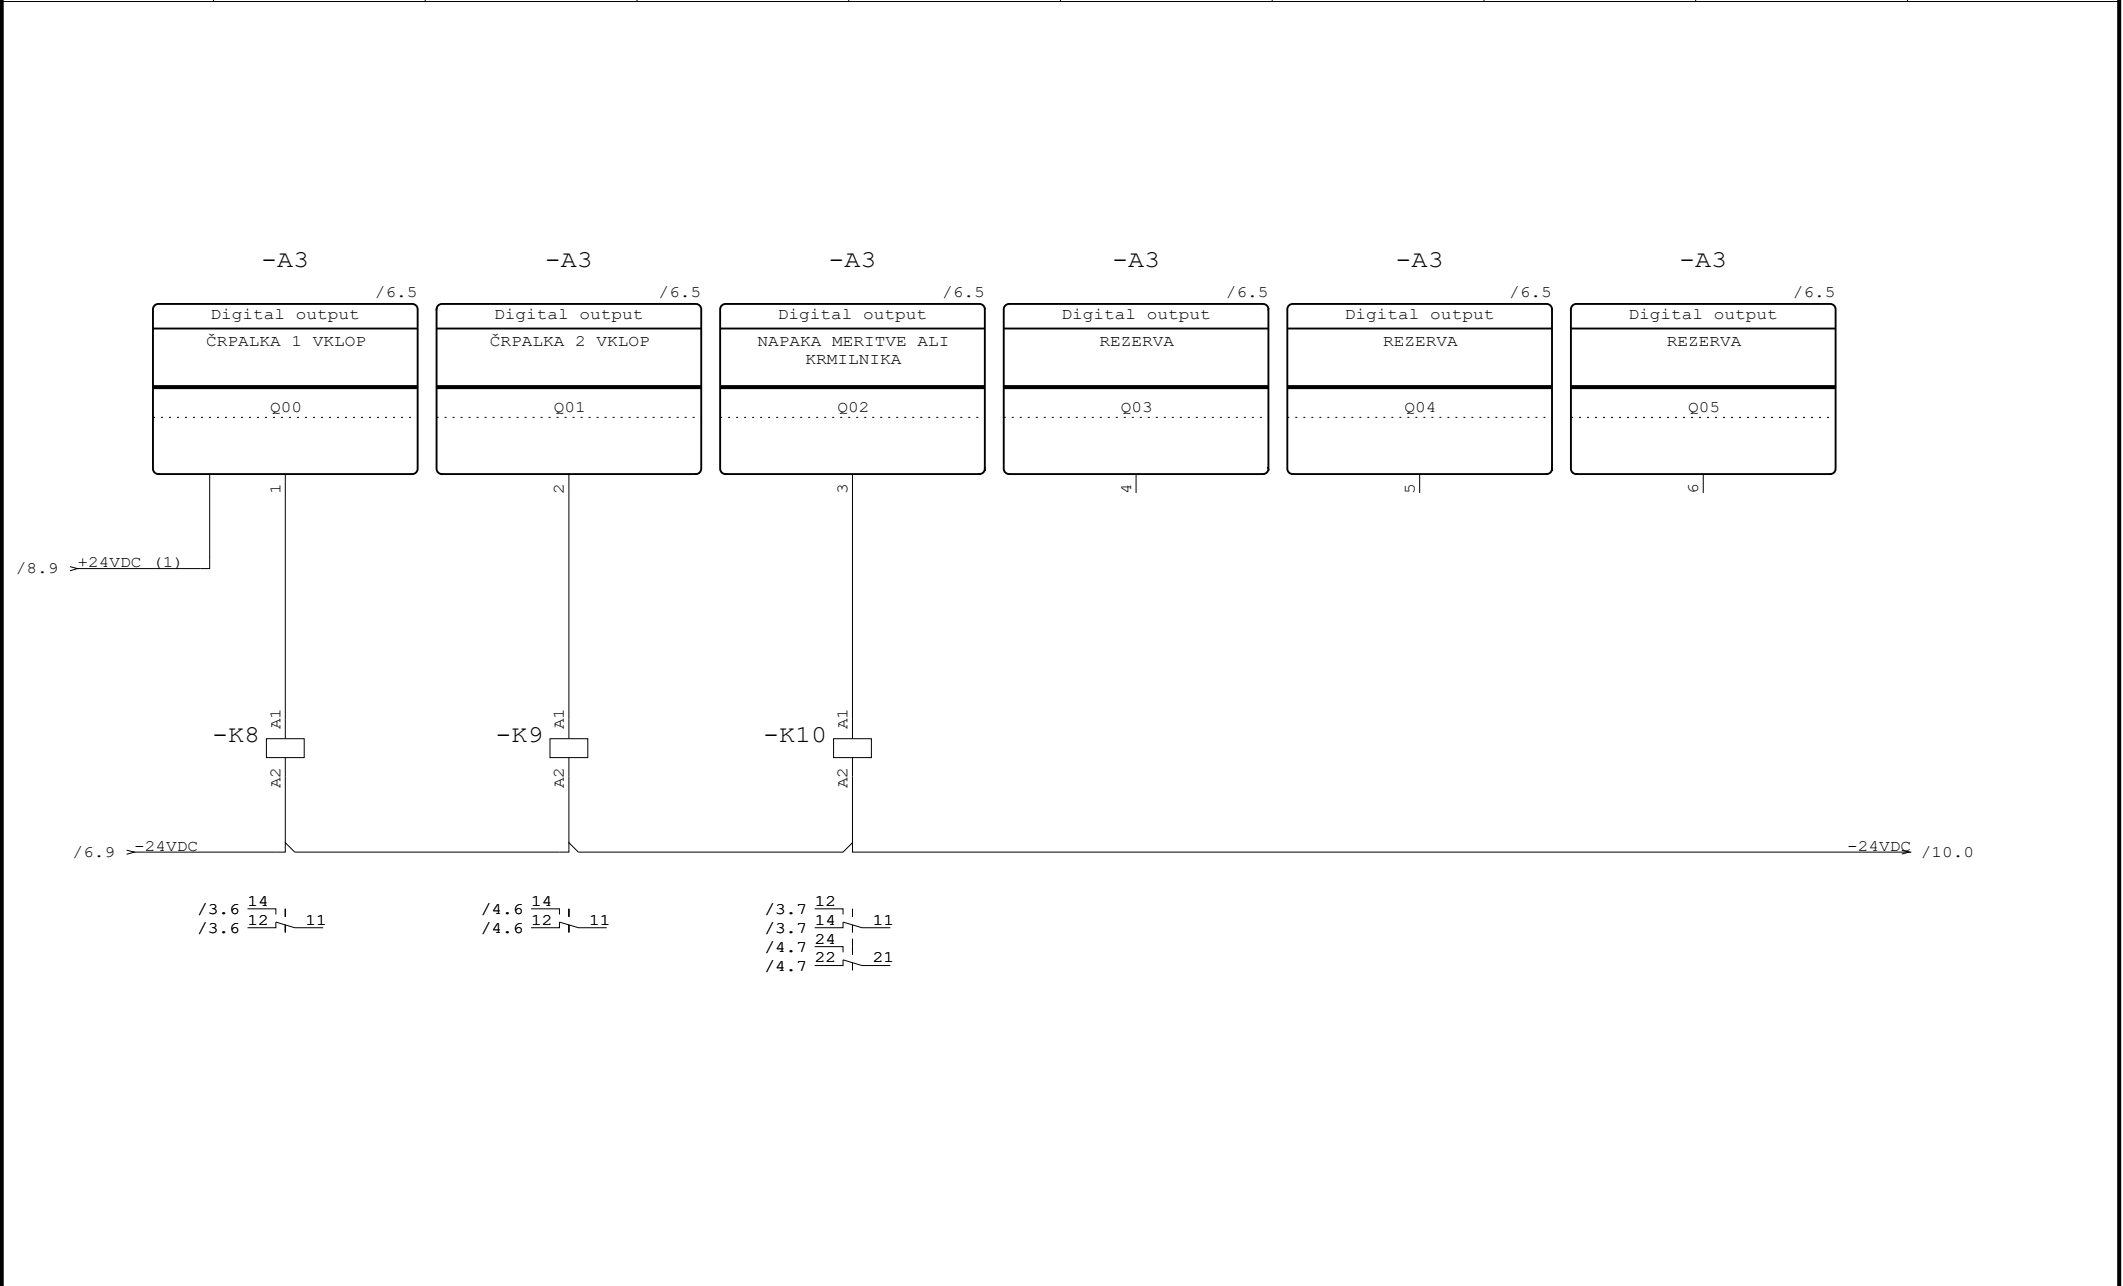 -A3 -A3 -A3 -A3 -A3 -A3
/6.5 /6.5 /6.5 /6.5 /6.5 /6.5
Digital output Digital output Digital output Digital output Digital output Digital output
ČRPALKA 1 VKLOP ČRPALKA 2 VKLOP NAPAKA MERITVE ALI REZERVA REZERVA REZERVA
KRMILNIKA
Q00 Q01 Q02 Q03 Q04 Q05
1 2 3 4 5 6
/8.9 +24VDC (1)
A1 A1 A1
-K8 -K9 -K10
A2 A2 A2
/6.9 -24VDC -24VDC /10.0
/3.6 14 /4.6 14 /3.7 12
/3.6 12 11 /4.6 12 11 /3.7 14 11
/4.7 24
/4.7 22 21